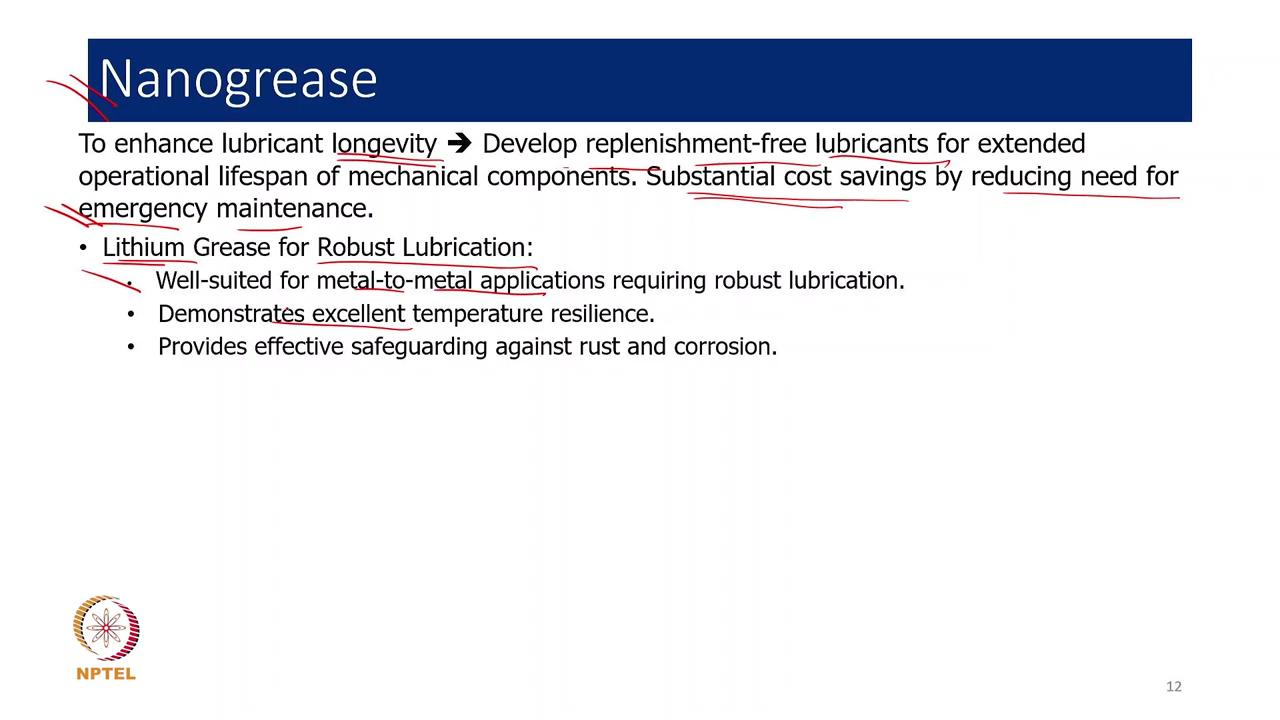 Nanogrease
To enhance lubricant longevity ➔ Develop replenishment-free lubricants for extended
operational lifespan of mechanical components. Substantial cost savings by reducing need for
emergency maintenance.
• Lithium Grease for Robust Lubrication:
• Well-suited for metal-to-metal applications requiring robust lubrication.
• Demonstrates excellent temperature resilience.
• Provides effective safeguarding against rust and corrosion.
NPTEL
12